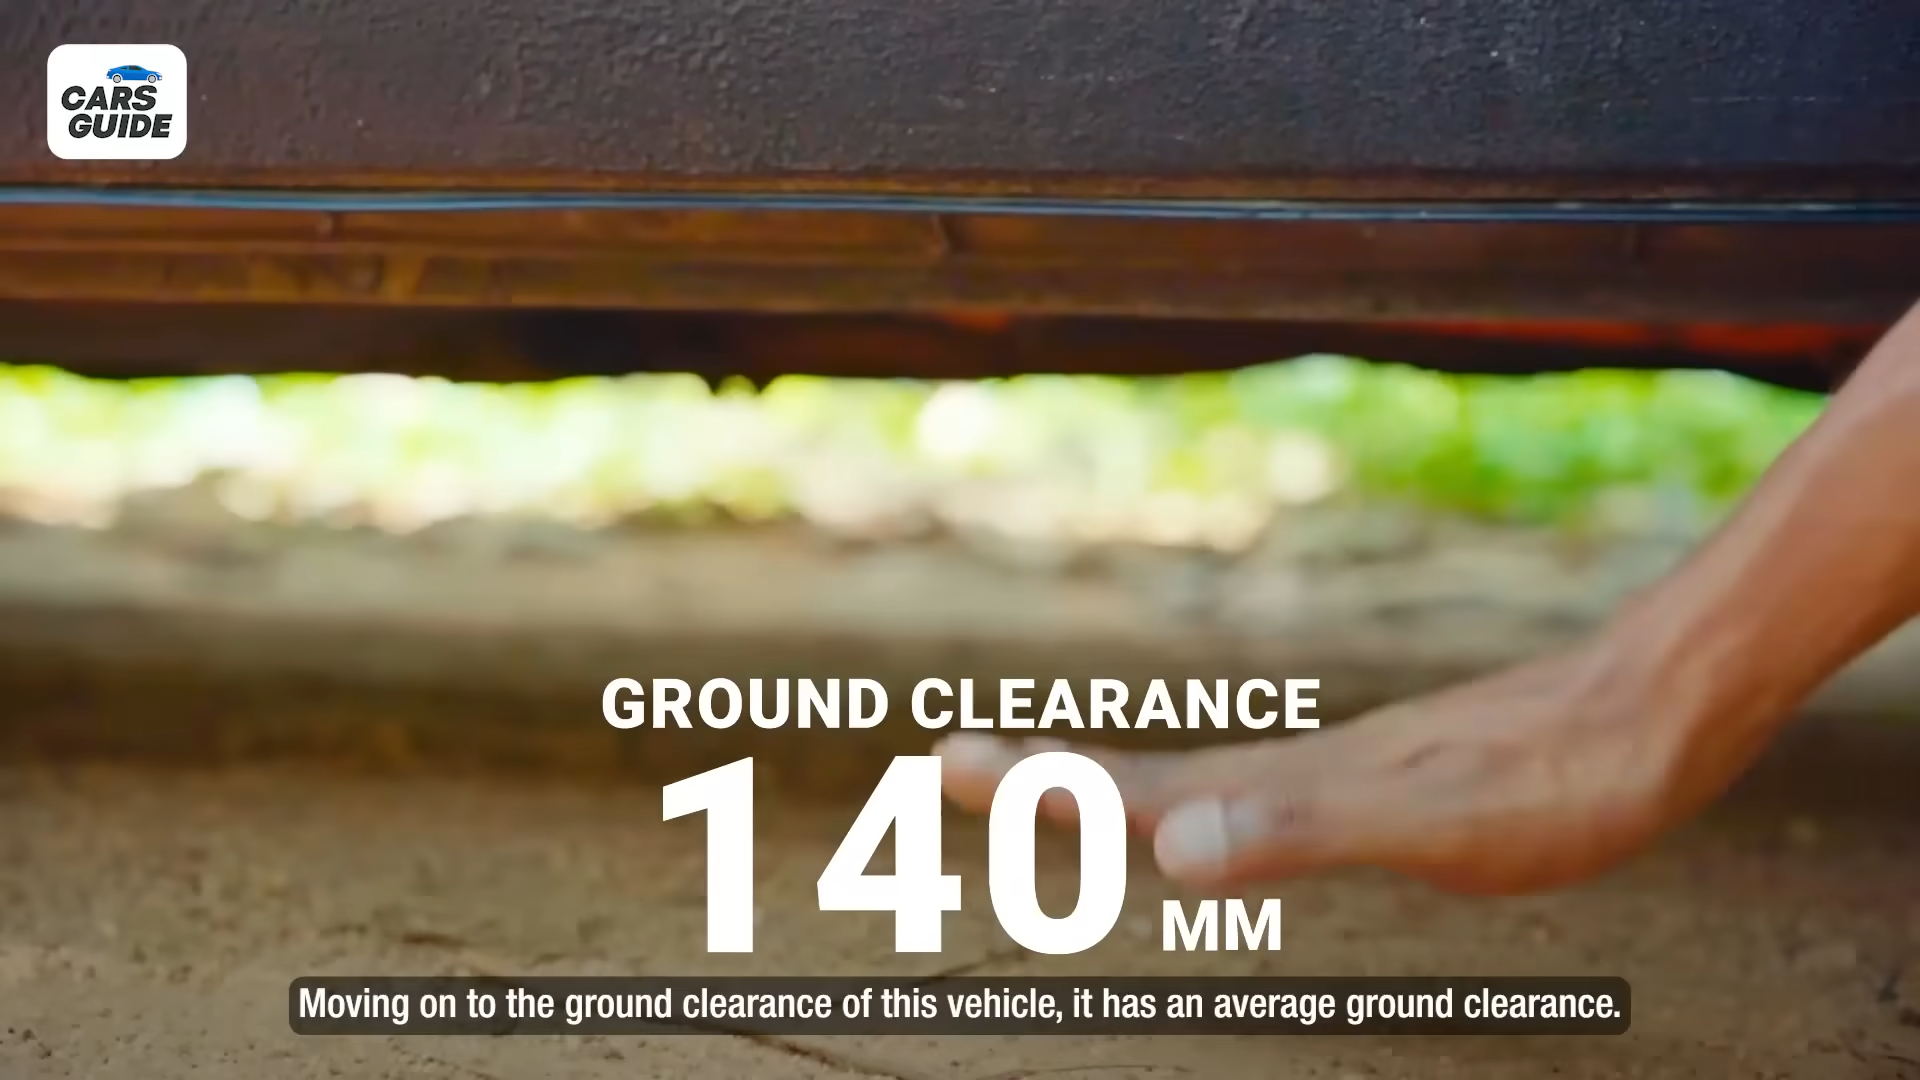 CARS
GUIDE
GROUND CLEARANCE
140 MM
Moving on to the ground clearance of this vehicle, it has an average ground clearance.